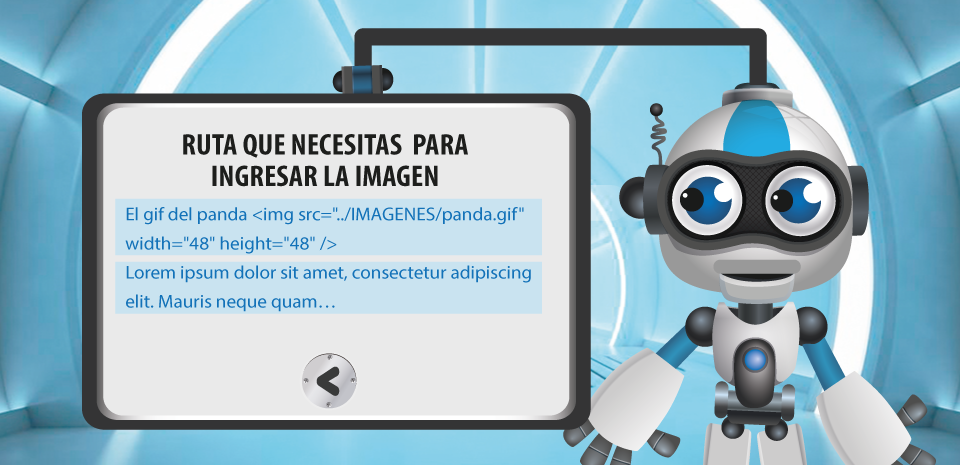 RUTA QUE NECESITAS PARA
INGRESAR LA IMAGEN
El gif del panda <img src="../IMAGENES/panda.gif"
width="48" height="48" />
Lorem ipsum dolor sit amet, consectetur adipiscing
elit. Mauris neque quam…